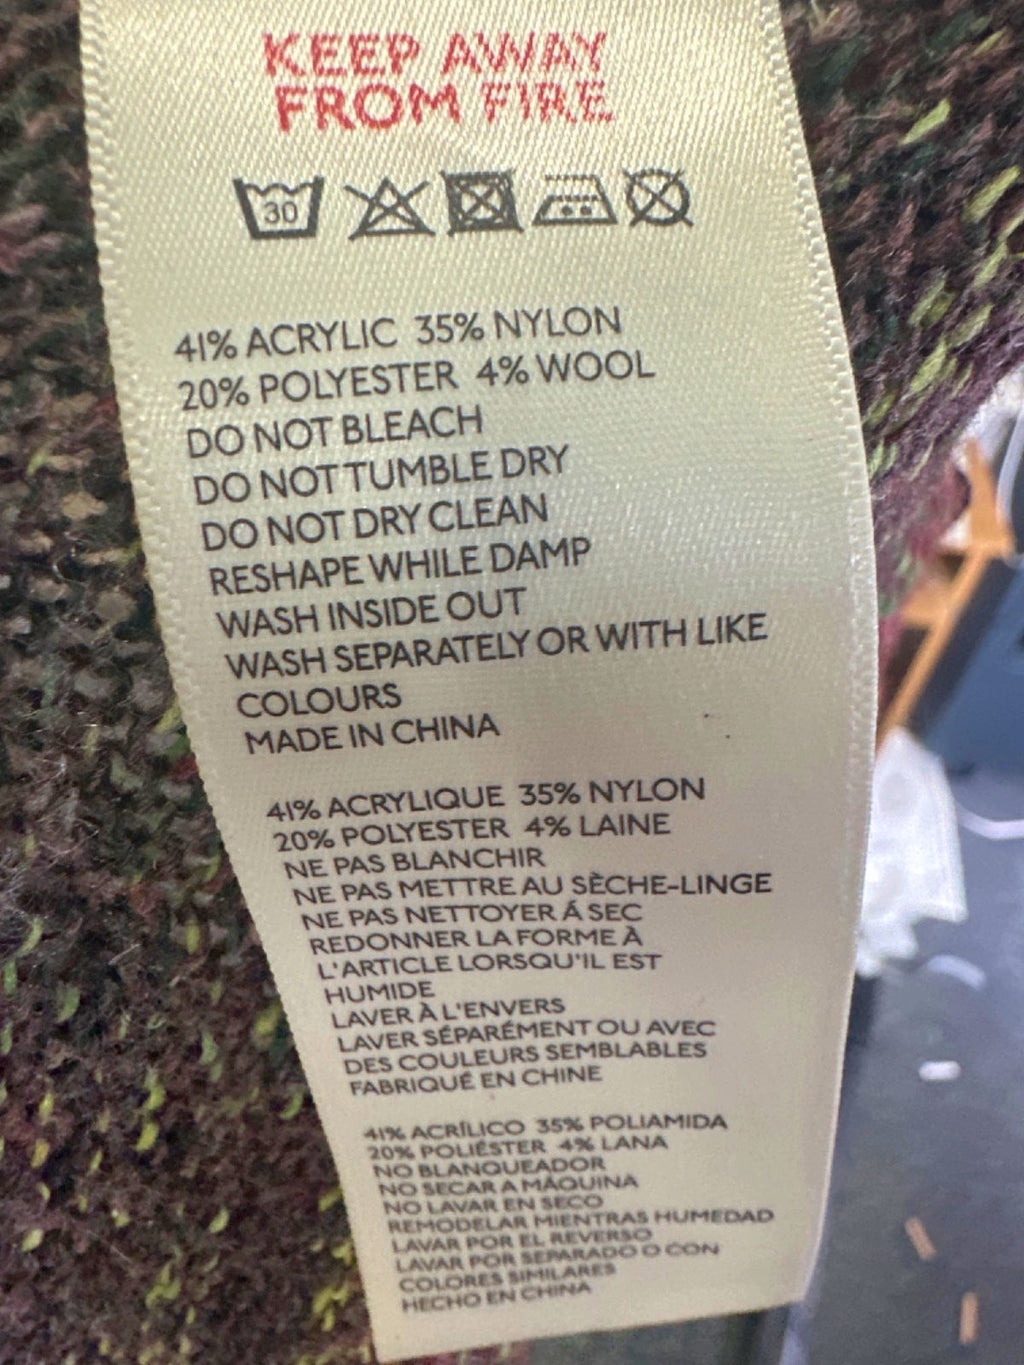 KEEP AWAY
FROM FIRE
30
41% ACRYLIC 35% NYLON
20% POLYESTER 4% WOOL
DO NOT BLEACH
DO NOT TUMBLE DRY
DO NOT DRY CLEAN
RESHAPE WHILE DAMP
WASH INSIDE OUT
WASH SEPARATELY OR WITH LIKE
COLOURS
MADE IN CHINA
41% ACRYLIQUE 35% NYLON
20% POLYESTER 4% LAINE
NE PAS BLANCHIR
NE PAS METTRE AU SÈCHE-LINGE
NE PAS NETTOYER Á SEC
REDONNER LA FORME À
L'ARTICLE LORSQU'IL EST
HUMIDE
LAVER À L'ENVERS
LAVER SÉPARÉMENT OU AVEC
DES COULEURS SEMBLABLES
FABRIQUÉ EN CHINE
41% ACRÍLICO 35% POLIAMIDA
20% POLIÉSTER 4% LANA
NO BLANQUEADOR
NO SECAR A MÁQUINA
NO LAVAR EN SECO
REMODELAR MIENTRAS HUMEDAD
LAVAR POR EL REVERSO
LAVAR POR SEPARADO O CON
COLORES SIMILARES
HECHO EN CHINA